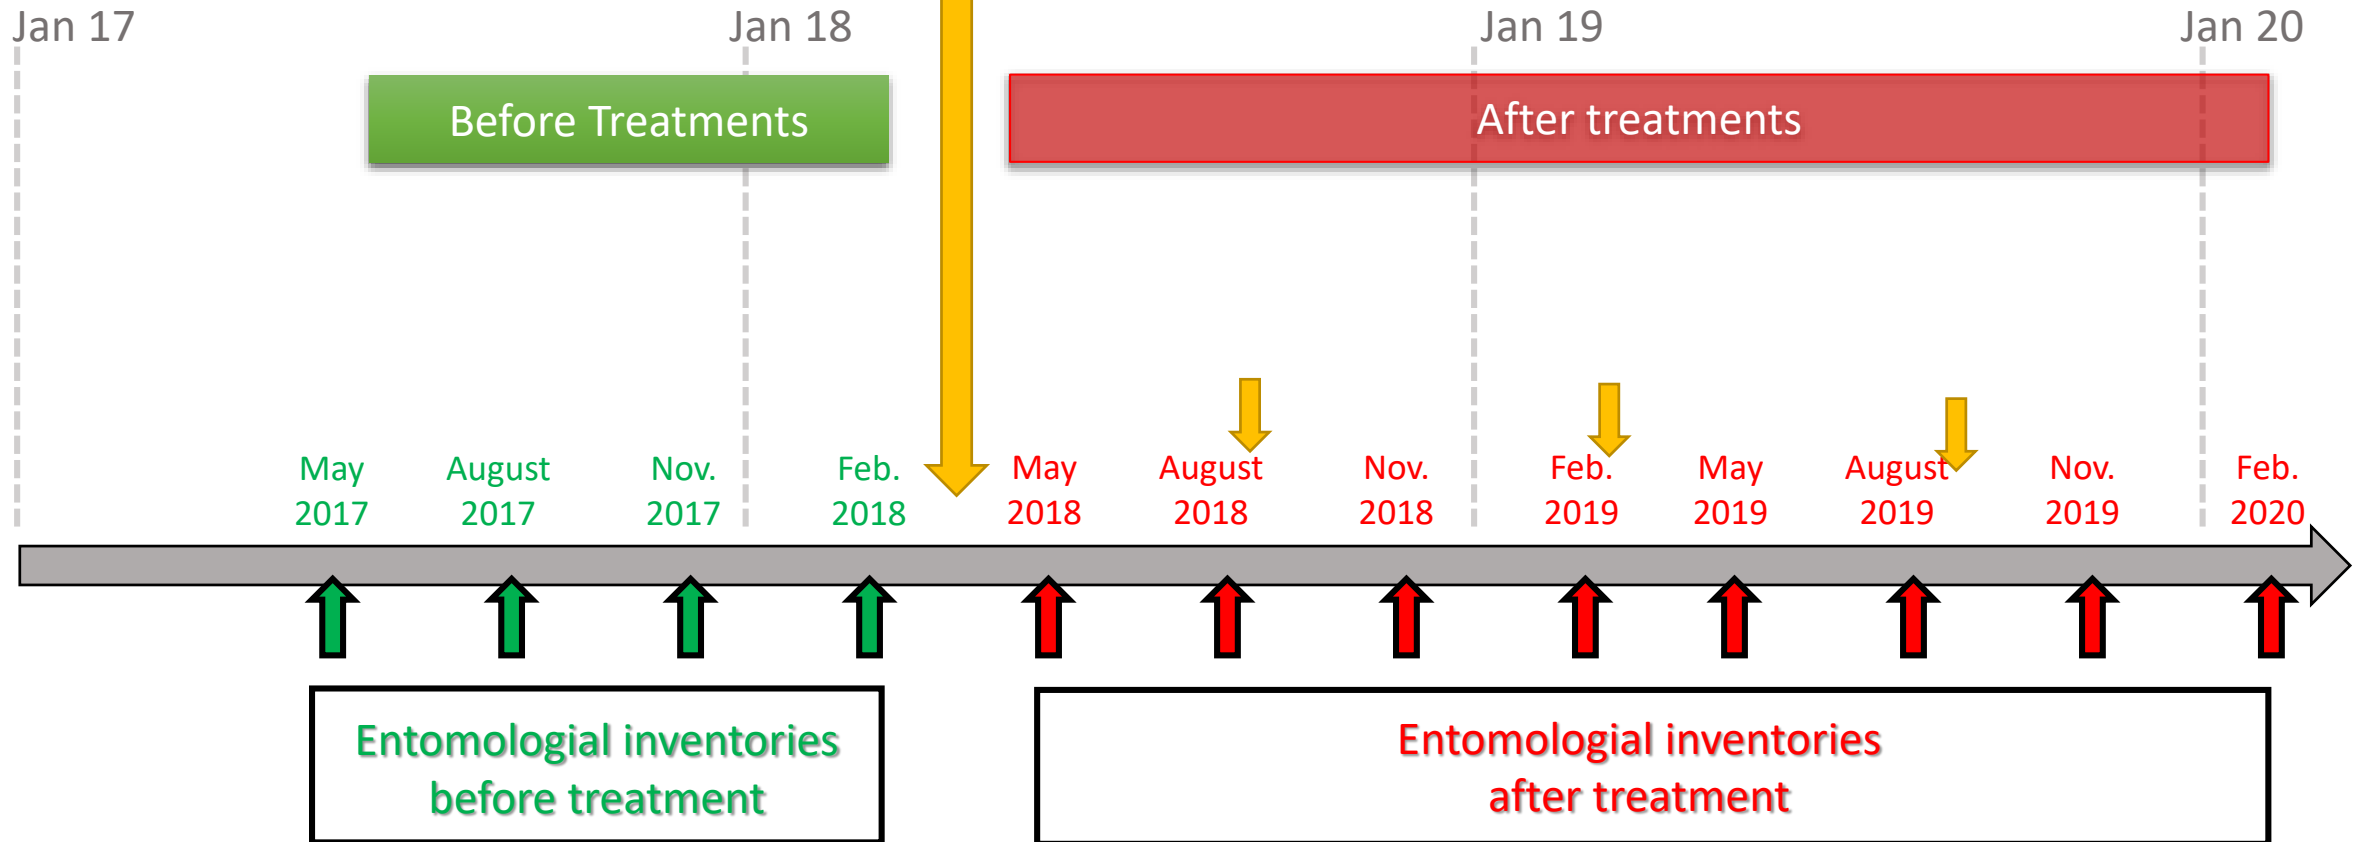 Jan 17
Jan 18
Jan 19
Jan 20
Before Treatments
After treatments
May
2017
August
2017
Nov.
2017
Feb.
2018
May
2018
August
2018
Nov.
2018
Feb.
2019
May
2019
August
2019
Nov.
2019
Feb.
2020
Entomologial inventories
before treatment
Entomologial inventories
after treatment